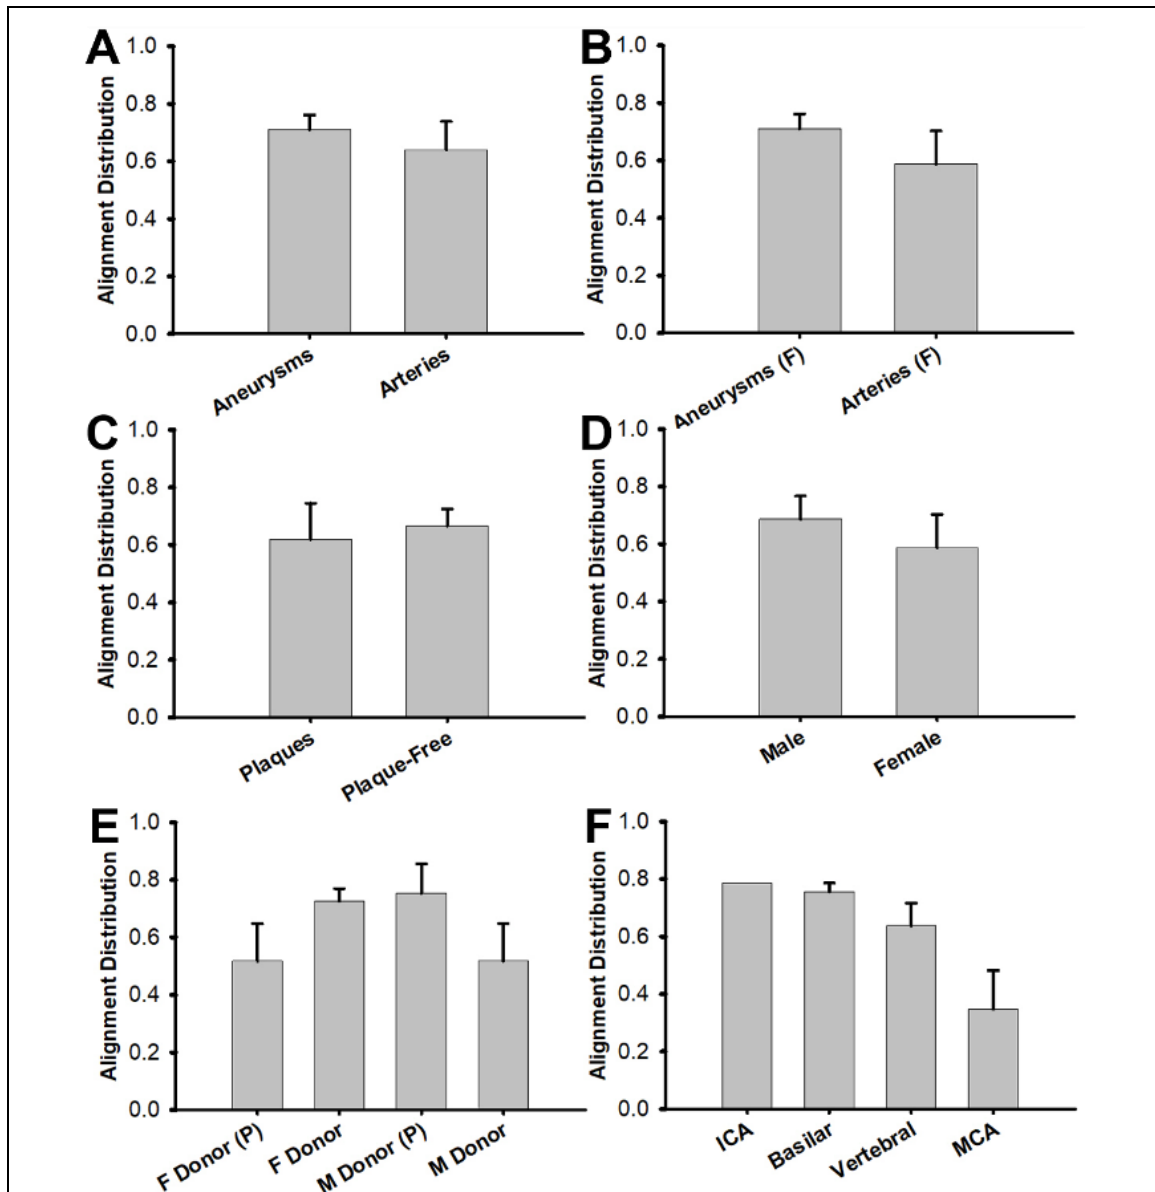 A
Alignment Distribution
1.0
0.8
0.6
0.4
0.2
0.0
Aneurysms
Arteries
B
Alignment Distribution
1.0
0.8
0.6
0.4
0.2
0.0
Aneurysms (F)
Arteries (F)
C
Alignment Distribution
1.0
0.8
0.6
0.4
0.2
0.0
Plaques
Plaque-Free
D
Alignment Distribution
1.0
0.8
0.6
0.4
0.2
0.0
Male
Female
E
Alignment Distribution
1.0
0.8
0.6
0.4
0.2
0.0
F Donor (P)
F Donor
M Donor (P)
M Donor
F
Alignment Distribution
1.0
0.8
0.6
0.4
0.2
0.0
ICA
Basilar
Vertebral
MCA